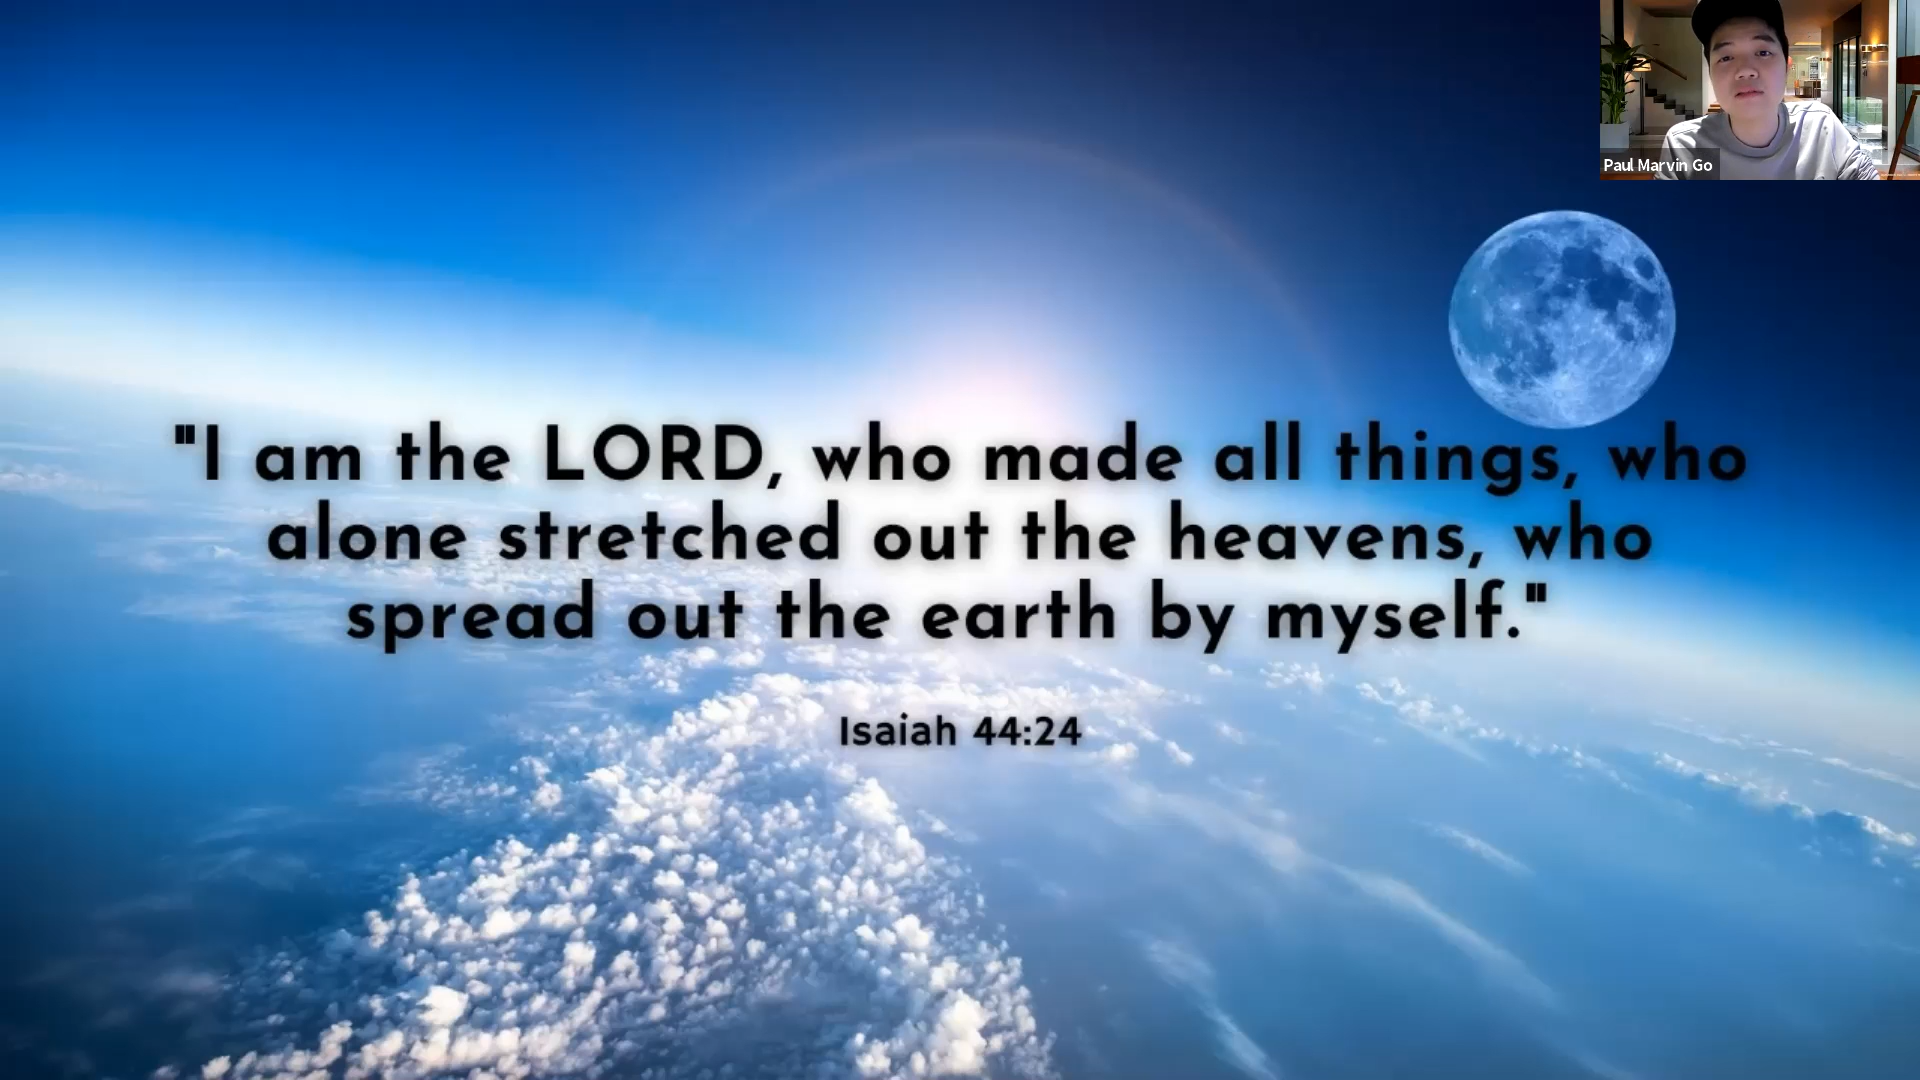 Paul Marvin Go
"I am the LORD, who made all things, who
alone stretched out the heavens, who
spread out the earth by myself."
Isaiah 44:24